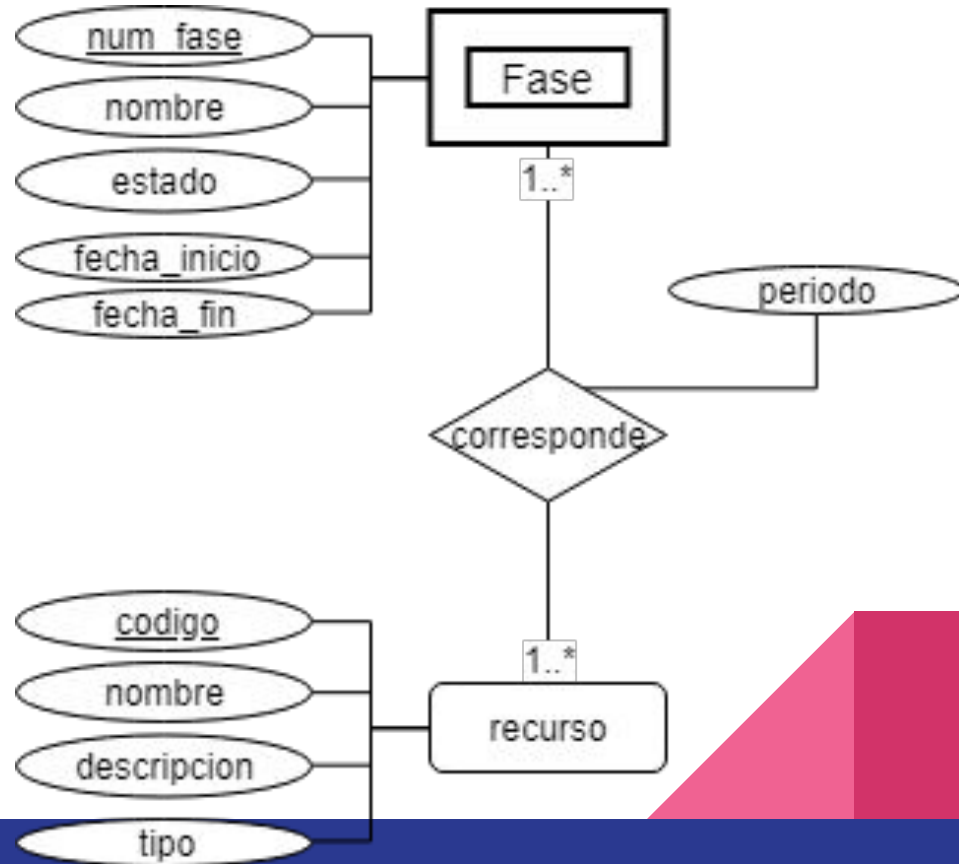 num_fase
nombre
estado
fecha_inicio
fecha_fin
Fase
1..*
periodo
corresponde
1..*
codigo
nombre
descripcion
tipo
recurso